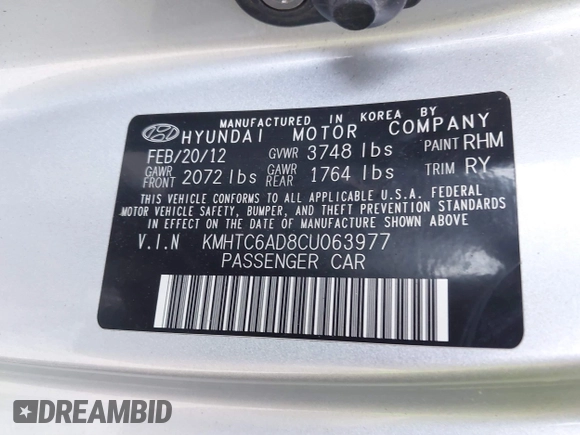 MANUFACTURED IN KOREA BY
HYUNDAI MOTOR COMPANY
FEB/20/12 GVWR 3748 lbs PAINT RHM
GAWR FRONT 2072 lbs GAWR REAR 1764 lbs TRIM RY
THIS VEHICLE CONFORMS TO ALL APPLICABLE U.S.A. FEDERAL
MOTOR VEHICLE SAFETY, BUMPER, AND THEFT PREVENTION
STANDARDS IN EFFECT ON THE DATE OF MANUFACTURE SHOWN ABOVE.
V.I.N KMHTC6AD8CU063977
PASSENGER CAR
DREAMBID